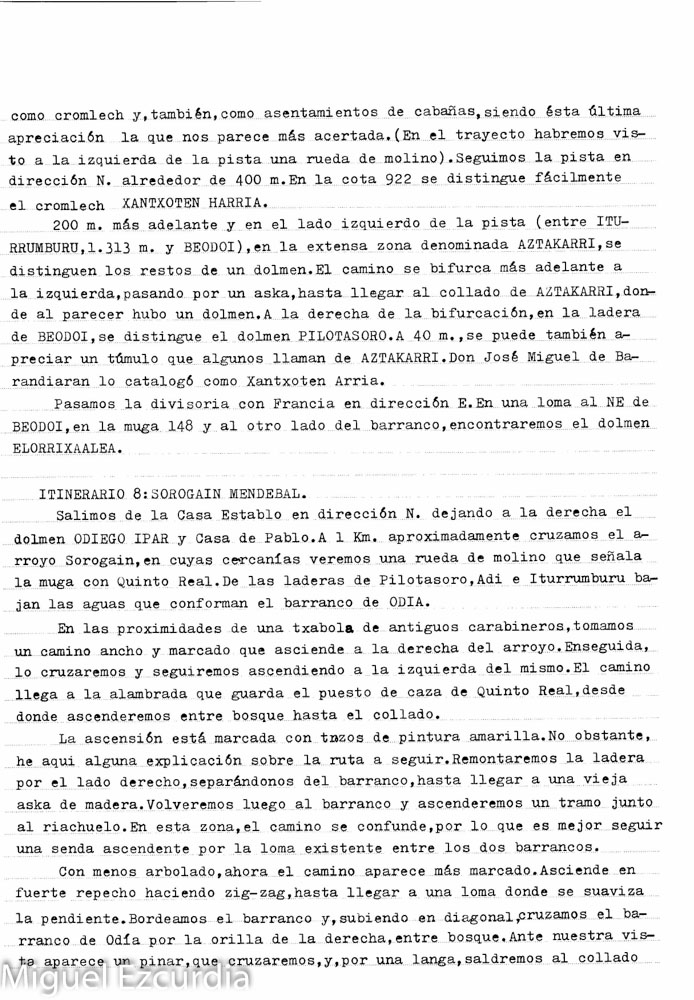 como cromlech y,también,como asentamientos de cabañas,siendo ésta última
apreciación la que nos parece más acertada.(En el trayecto habremos vis-
to a la izquierda de la pista una rueda de molino).Seguimos la pista en
dirección N. alrededor de 400 m.En la cota 922 se distingue fácilmente
el cromlech XANTXOTEN HARRIA.
200 m. más adelante y en el lado izquierdo de la pista (entre ITU-
RRUMBURU,1.313 m. y BEODOI),en la extensa zona denominada AZTAKARRI,se
distinguen los restos de un dolmen.El camino se bifurca más adelante a
la izquierda,pasando por un aska,hasta llegar al collado de AZTAKARRI,don-
de al parecer hubo un dolmen.A la derecha de la bifurcación,en la ladera
de BEODOI,se distingue el dolmen PILOTASORO.A 40 m.,se puede también a-
preciar un túmulo que algunos llaman de AZTAKARRI.Don José Miguel de Ba-
randiaran lo catalogó como Xantxoten Arria.
Pasamos la divisoria con Francia en dirección E.En una loma al NE de
BEODOI,en la muga 148 y al otro lado del barranco,encontraremos el dolmen
ELORRIXAALEA.
ITINERARIO 8:SOROGAIN MENDEBAL.
Salimos de la Casa Establo en dirección N. dejando a la derecha el
dolmen ODIEGO IPAR y Casa de Pablo.A 1 Km. aproximadamente cruzamos el a-
rroyo Sorogain,en cuyas cercanías veremos una rueda de molino que señala
la muga con Quinto Real.De las laderas de Pilotasoro,Adi e Iturrumburu ba-
jan las aguas que conforman el barranco de ODIA.
En las proximidades de una txabola de antiguos carabineros,tomamos
un camino ancho y marcado que asciende a la derecha del arroyo.Enseguida,
lo cruzaremos y seguiremos ascendiendo a la izquierda del mismo.El camino
llega a la alambrada que guarda el puesto de caza de Quinto Real,desde
donde ascenderemos entre bosque hasta el collado.
La ascensión está marcada con tnzos de pintura amarilla.No obstante,
he aqui alguna explicación sobre la ruta a seguir.Remontaremos la ladera
por el lado derecho,separándonos del barranco,hasta llegar a una vieja
aska de madera.Volveremos luego al barranco y ascenderemos un tramo junto
al riachuelo.En esta zona,el camino se confunde,por lo que es mejor seguir
una senda ascendente por la loma existente entre los dos barrancos.
Con menos arbolado,ahora el camino aparece más marcado.Asciende en
fuerte repecho haciendo zig-zag,hasta llegar a una loma donde se suaviza
la pendiente.Bordeamos el barranco y,subiendo en diagonal,cruzamos el ba-
rranco de Odía por la orilla de la derecha,entre bosque.Ante nuestra vis-
ta aparece un pinar,que cruzaremos,y,por una langa,saldremos al collado
Miguel Ezcurdia